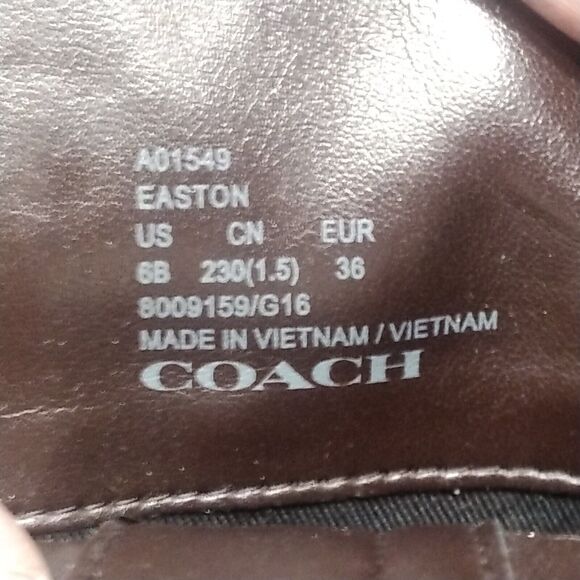 A01549
EASTON
US CN EUR
6B 230(1.5) 36
8009159/G16
MADE IN VIETNAM / VIETNAM
COACH